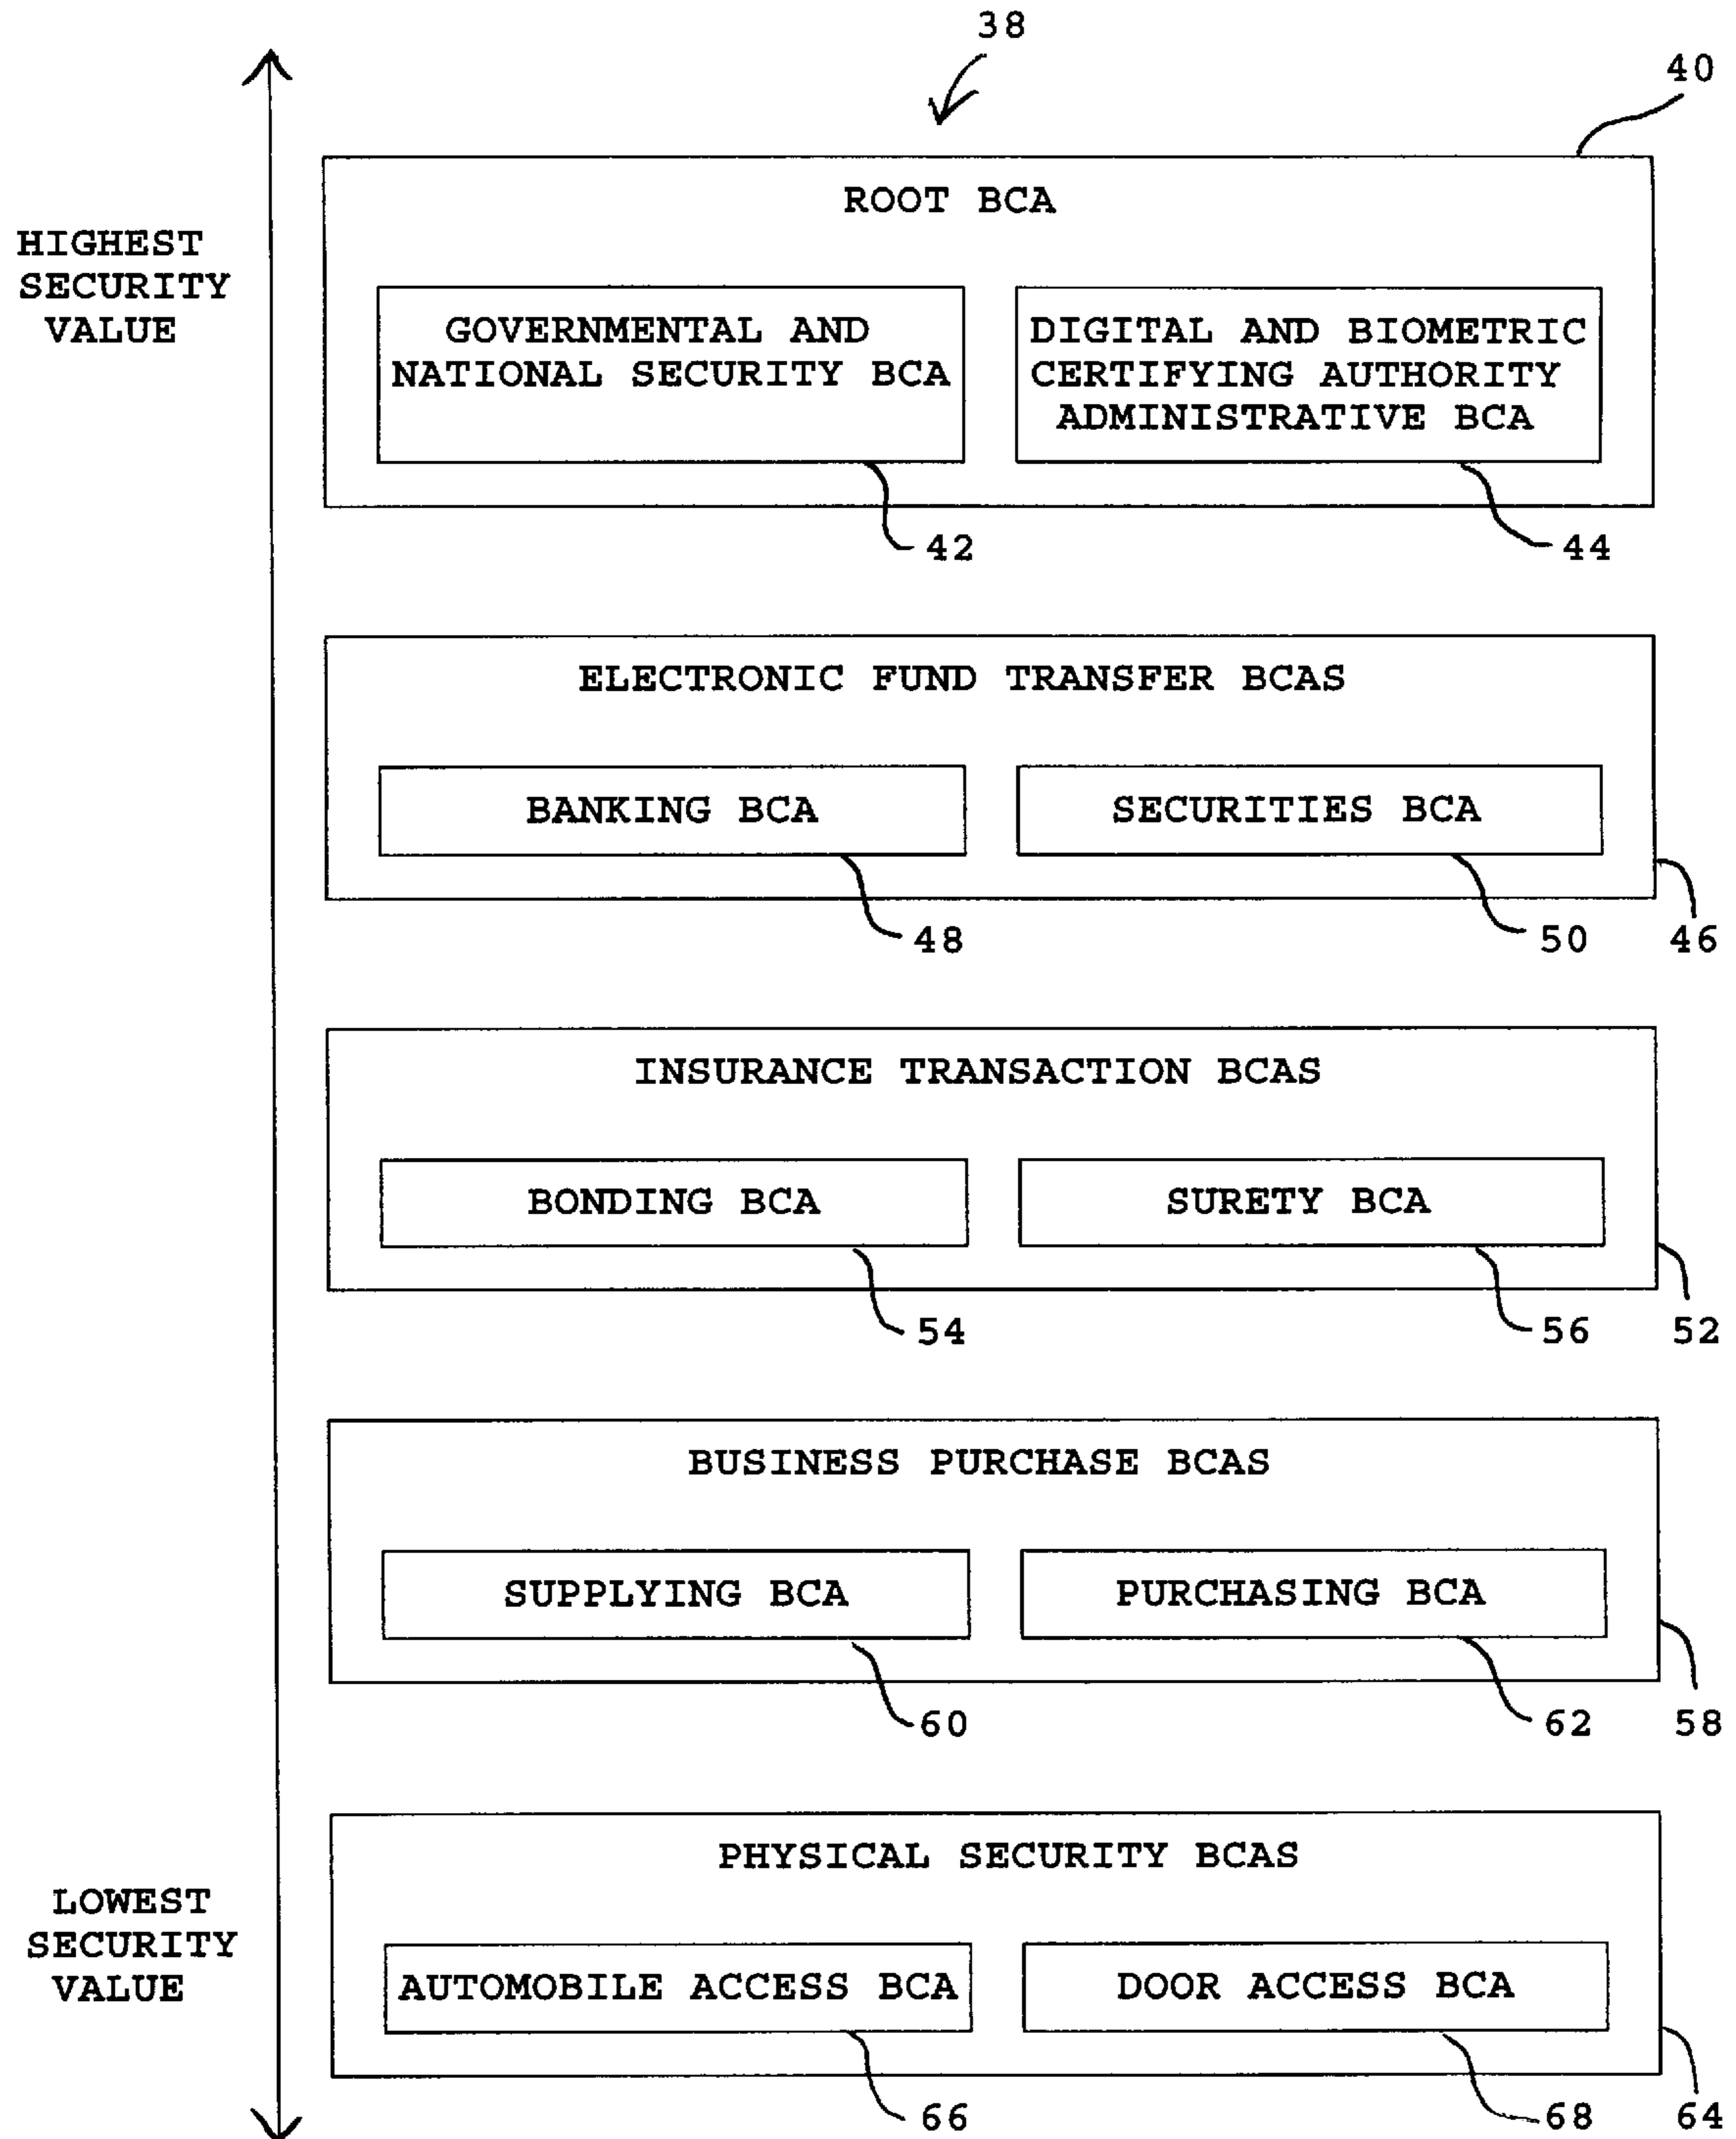 38
40
ROOT BCA
HIGHEST
SECURITY
VALUE
GOVERNMENTAL AND
NATIONAL SECURITY BCA
DIGITAL AND BIOMETRIC
CERTIFYING AUTHORITY
ADMINISTRATIVE BCA
42
44
ELECTRONIC FUND TRANSFER BCAS
BANKING BCA
SECURITIES BCA
48
50
46
INSURANCE TRANSACTION BCAS
BONDING BCA
SURETY BCA
54
56
52
BUSINESS PURCHASE BCAS
SUPPLYING BCA
PURCHASING BCA
60
62
58
PHYSICAL SECURITY BCAS
LOWEST
SECURITY
VALUE
AUTOMOBILE ACCESS BCA
DOOR ACCESS BCA
66
68
64